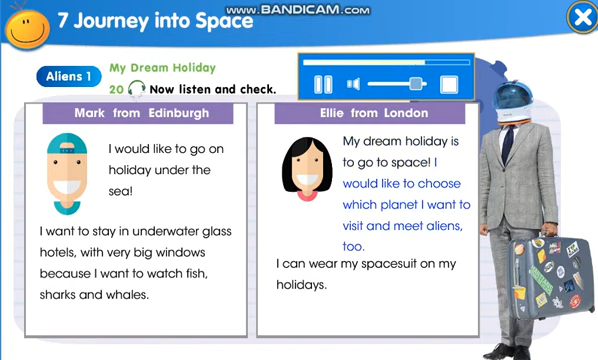 www.BANDICAM.com
7 Journey into Space
Aliens 1
My Dream Holiday
20 Now listen and check.
Mark from Edinburgh
I would like to go on
holiday under the
sea!
I want to stay in underwater glass
hotels, with very big windows
because I want to watch fish,
sharks and whales.
Ellie from London
My dream holiday is
to go to space! I
would like to choose
which planet I want to
visit and meet aliens,
too.
I can wear my spacesuit on my
holidays.